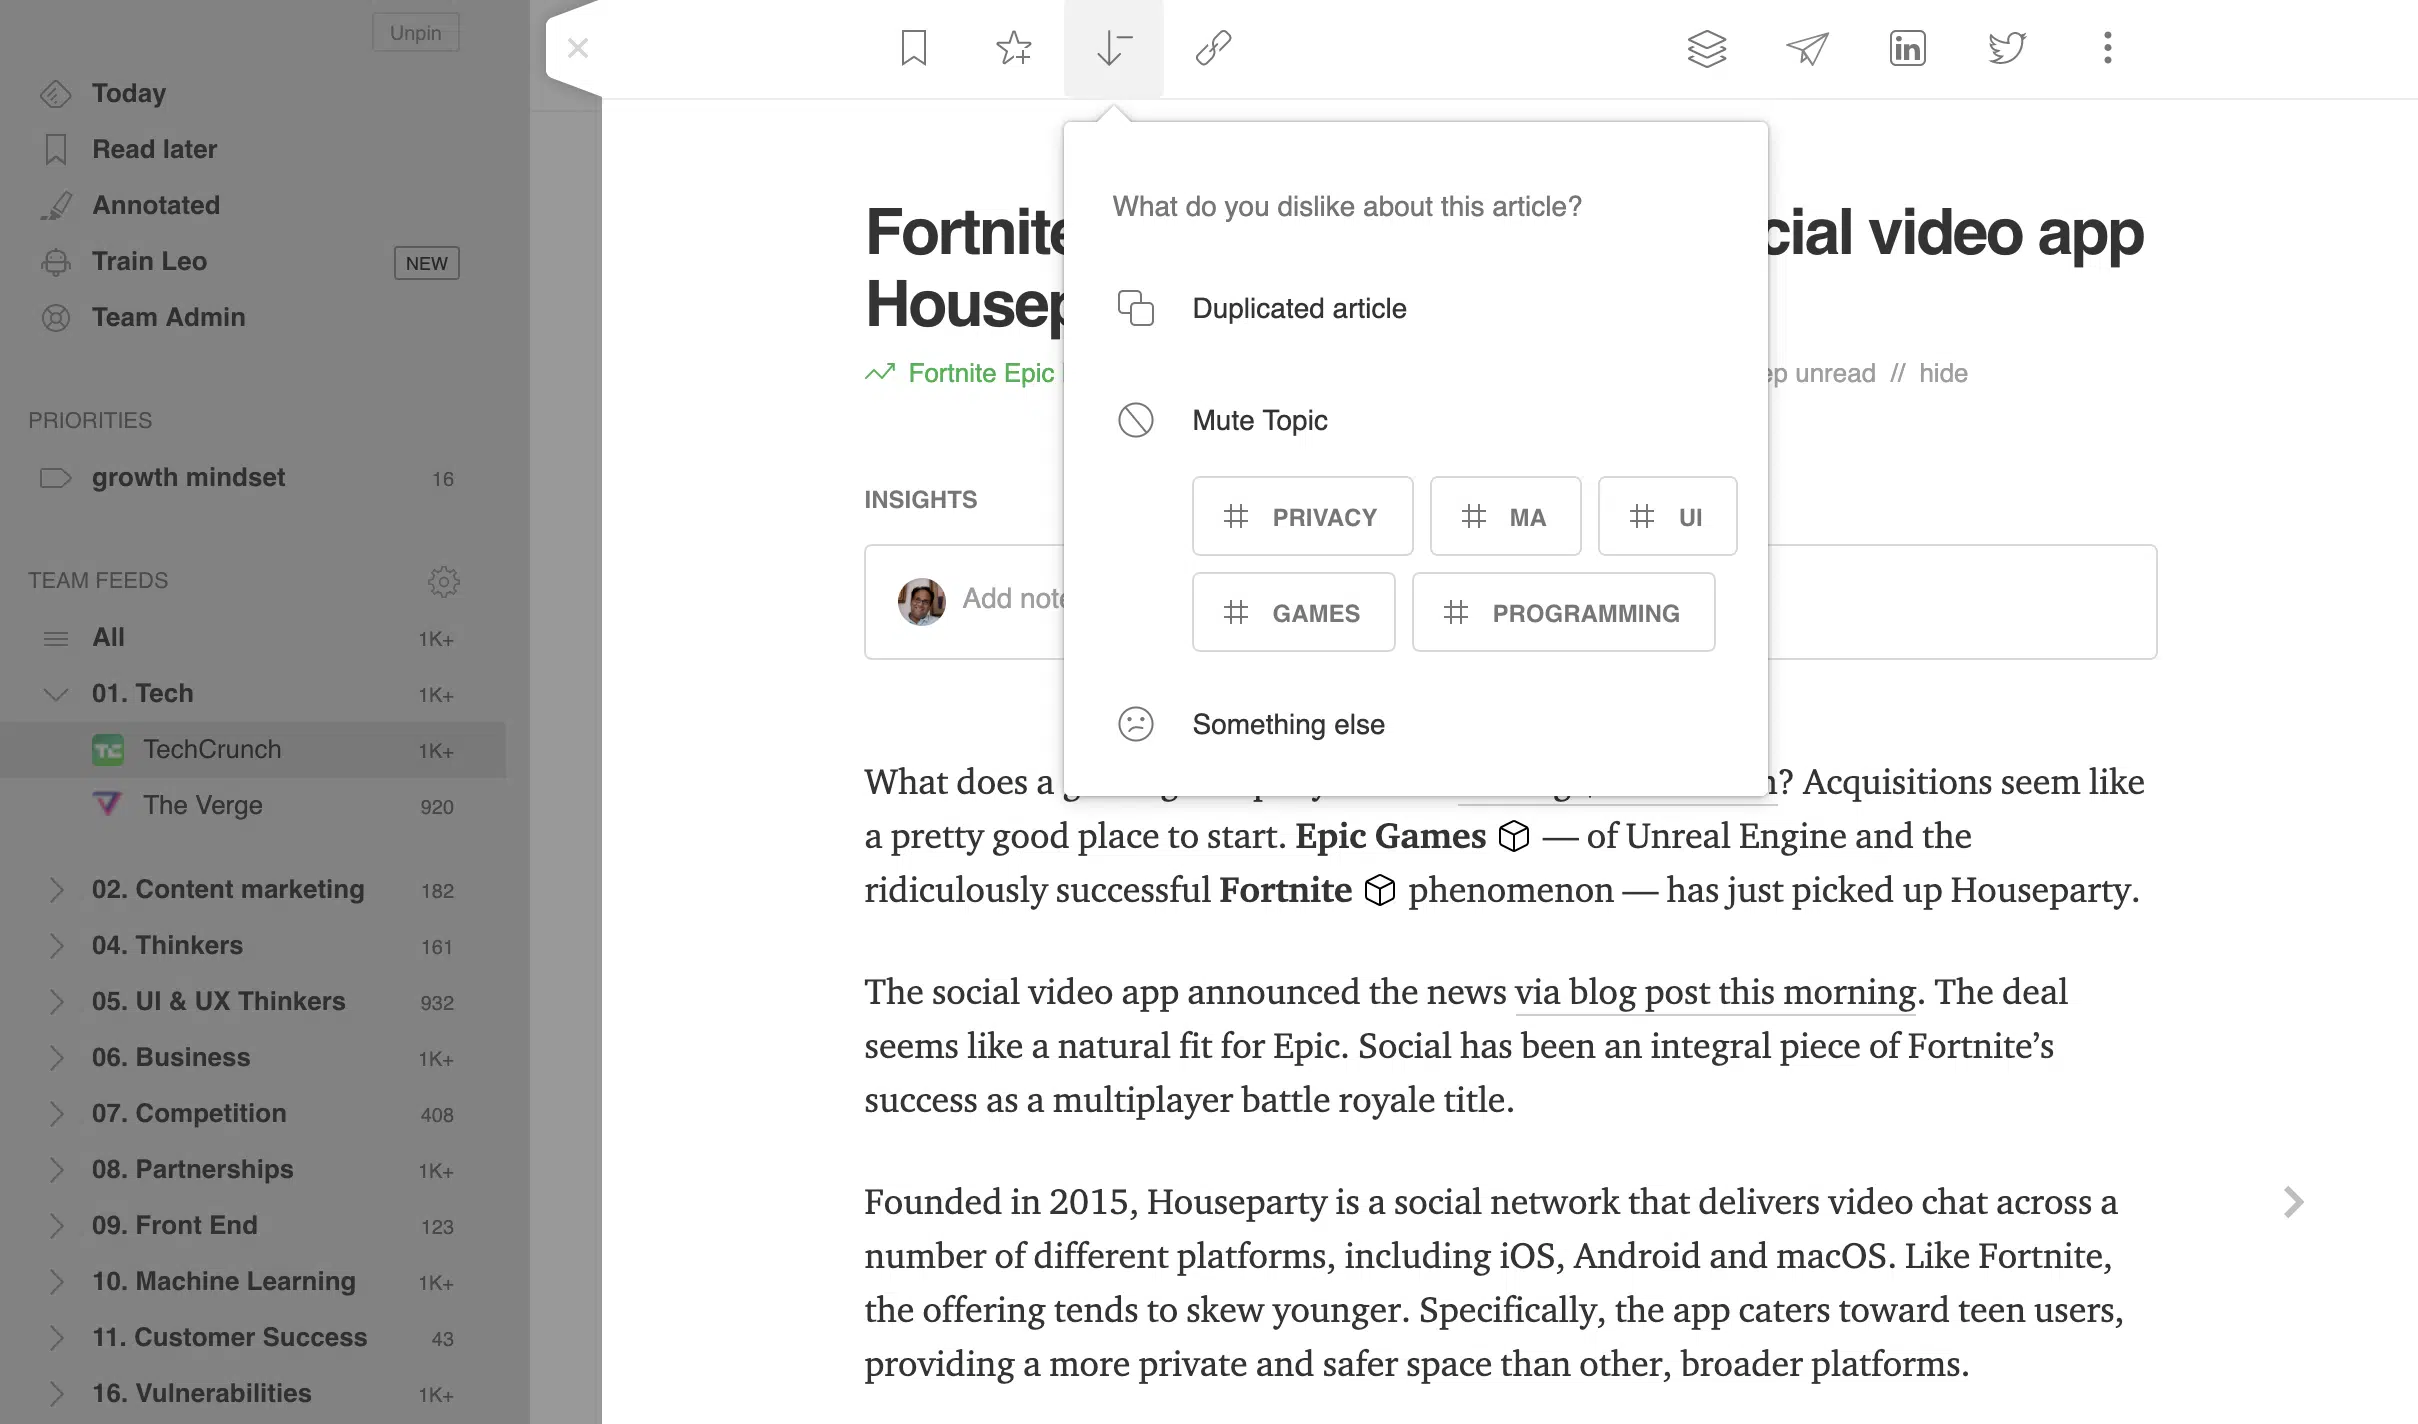 Unpin
Today
Read later
Annotated
Train Leo NEW
Team Admin
PRIORITIES
growth mindset 16
TEAM FEEDS
All 1K+
01. Tech 1K+
TechCrunch 1K+
The Verge 920
02. Content marketing 182
04. Thinkers 161
05. UI & UX Thinkers 932
06. Business 1K+
07. Competition 408
08. Partnerships 1K+
09. Front End 123
10. Machine Learning 1K+
11. Customer Success 43
16. Vulnerabilities 1K+
in
What do you dislike about this article?
Duplicated article
Mute Topic
# PRIVACY # MA # UI
# GAMES # PROGRAMMING
Something else
video app
Fortnite Epic
unread // hide
INSIGHTS
Add
What does a ? Acquisitions seem like
a pretty good place to start. Epic Games — of Unreal Engine and the
ridiculously successful Fortnite phenomenon — has just picked up Houseparty.
The social video app announced the news via blog post this morning. The deal
seems like a natural fit for Epic. Social has been an integral piece of Fortnite’s
success as a multiplayer battle royale title.
Founded in 2015, Houseparty is a social network that delivers video chat across a
number of different platforms, including iOS, Android and macOS. Like Fortnite,
the offering tends to skew younger. Specifically, the app caters toward teen users,
providing a more private and safer space than other, broader platforms.